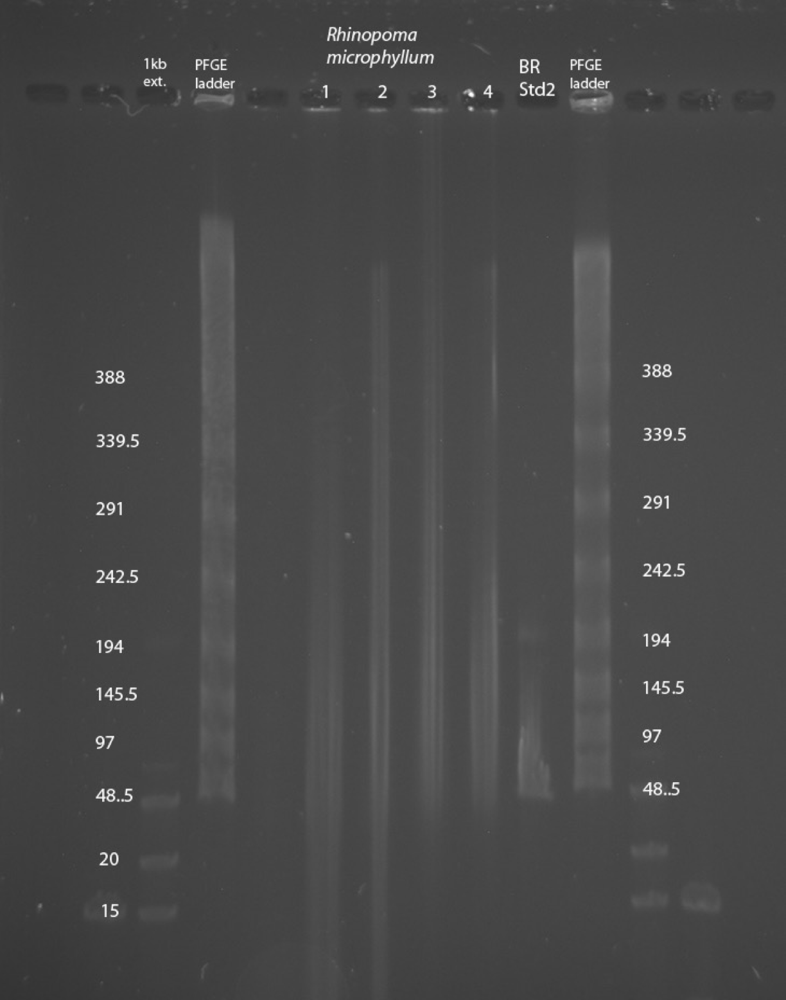 Rhinopoma
microphyllum
1kb
ext.
PFGE
ladder
1
2
3
4
BR
Std2
PFGE
ladder
388
339.5
291
242.5
194
145.5
97
48..5
20
15
388
339.5
291
242.5
194
145.5
97
48..5